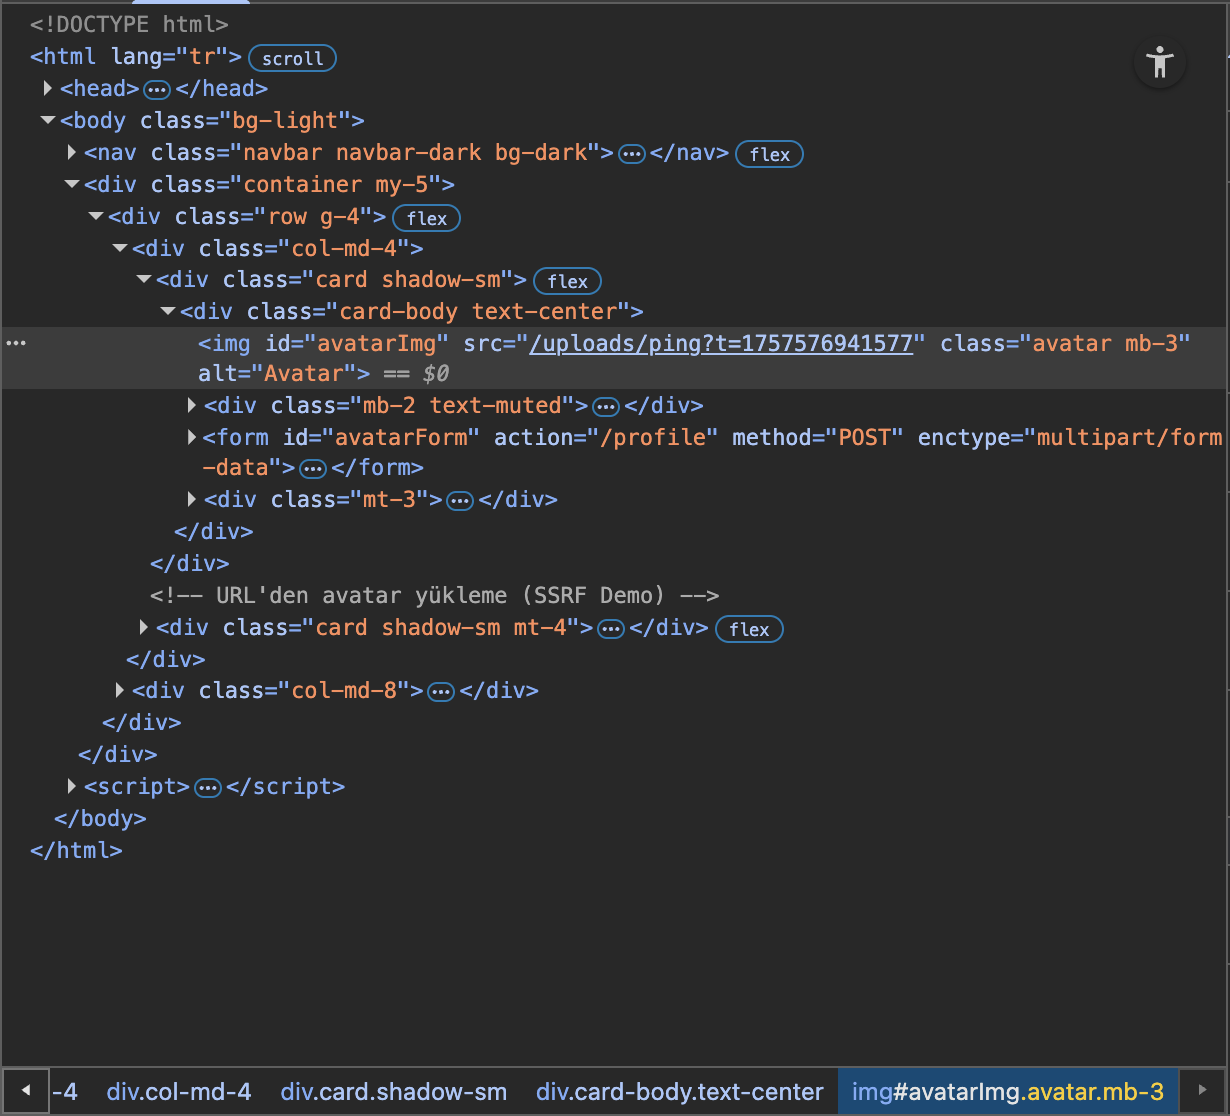 <!DOCTYPE html>
<html lang="tr"> scroll
<head> ••• </head>
<body class="bg-light">
<nav class="navbar navbar-dark bg-dark"> ••• </nav> flex
<div class="container my-5">
<div class="row g-4"> flex
<div class="col-md-4">
<div class="card shadow-sm"> flex
<div class="card-body text-center">
••• <img id="avatarImg" src="/uploads/ping?t=1757576941577" class="avatar mb-3"
alt="Avatar"> == $0
<div class="mb-2 text-muted"> ••• </div>
<form id="avatarForm" action="/profile" method="POST" enctype="multipart/form
-data"> ••• </form>
<div class="mt-3"> ••• </div>
</div>
</div>
<!-- URL'den avatar yükleme (SSRF Demo) -->
<div class="card shadow-sm mt-4"> ••• </div> flex
</div>
<div class="col-md-8"> ••• </div>
</div>
</div>
<script> ••• </script>
</body>
</html>
-4 div.col-md-4 div.card.shadow-sm div.card-body.text-center img#avatarImg.avatar.mb-3